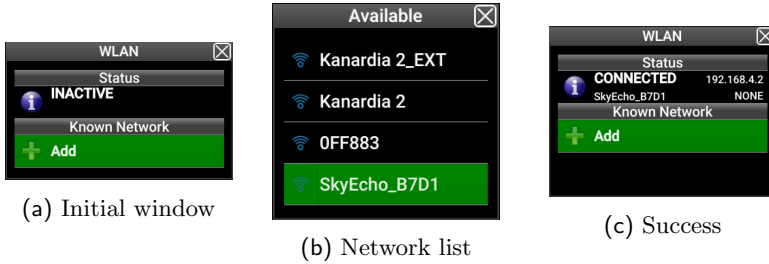 WLAN
Status
INACTIVE
Known Network
Add
(a) Initial window
Available
Kanardia 2_EXT
Kanardia 2
0FF883
SkyEcho_B7D1
(b) Network list
WLAN
Status
CONNECTED 192.168.4.2
SkyEcho_B7D1 NONE
Known Network
Add
(c) Success